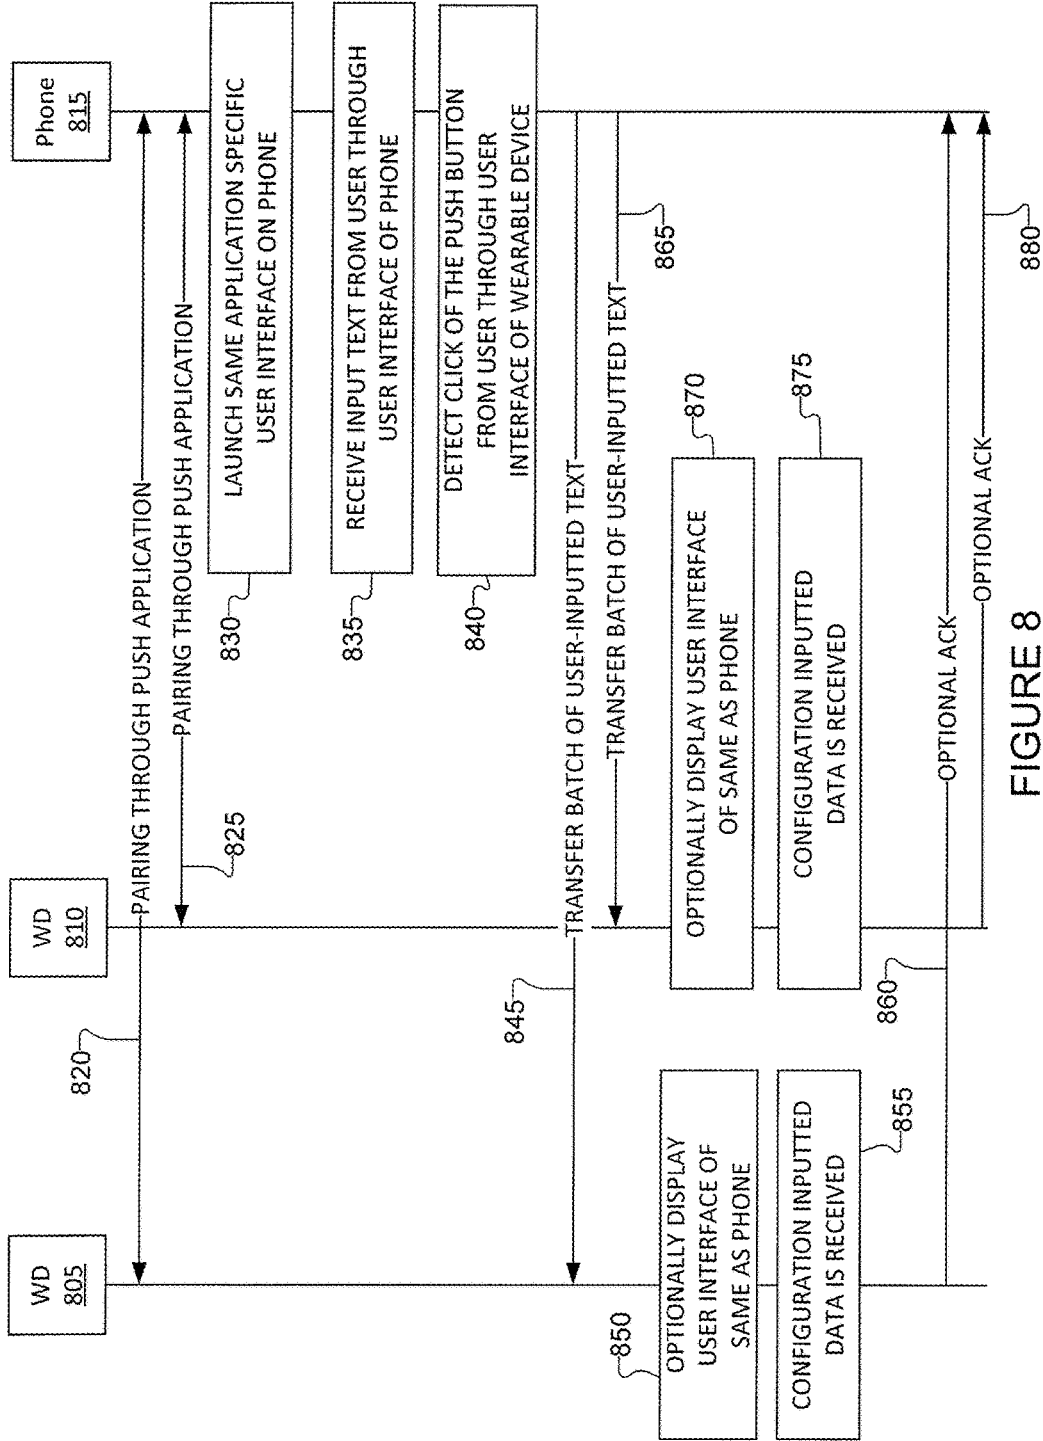 WD
805
WD
810
Phone
815
820
PAIRING THROUGH PUSH APPLICATION
825
PAIRING THROUGH PUSH APPLICATION
830
LAUNCH SAME APPLICATION SPECIFIC
USER INTERFACE ON PHONE
835
RECEIVE INPUT TEXT FROM USER THROUGH
USER INTERFACE OF PHONE
840
DETECT CLICK OF THE PUSH BUTTON
FROM USER THROUGH USER
INTERFACE OF WEARABLE DEVICE
845
TRANSFER BATCH OF USER-INPUTTED TEXT
TRANSFER BATCH OF USER-INPUTTED TEXT
865
850
OPTIONALLY DISPLAY
USER INTERFACE OF
SAME AS PHONE
OPTIONALLY DISPLAY USER INTERFACE
OF SAME AS PHONE
870
CONFIGURATION INPUTTED
DATA IS RECEIVED
855
CONFIGURATION INPUTTED
DATA IS RECEIVED
875
860
OPTIONAL ACK
OPTIONAL ACK
880
FIGURE 8